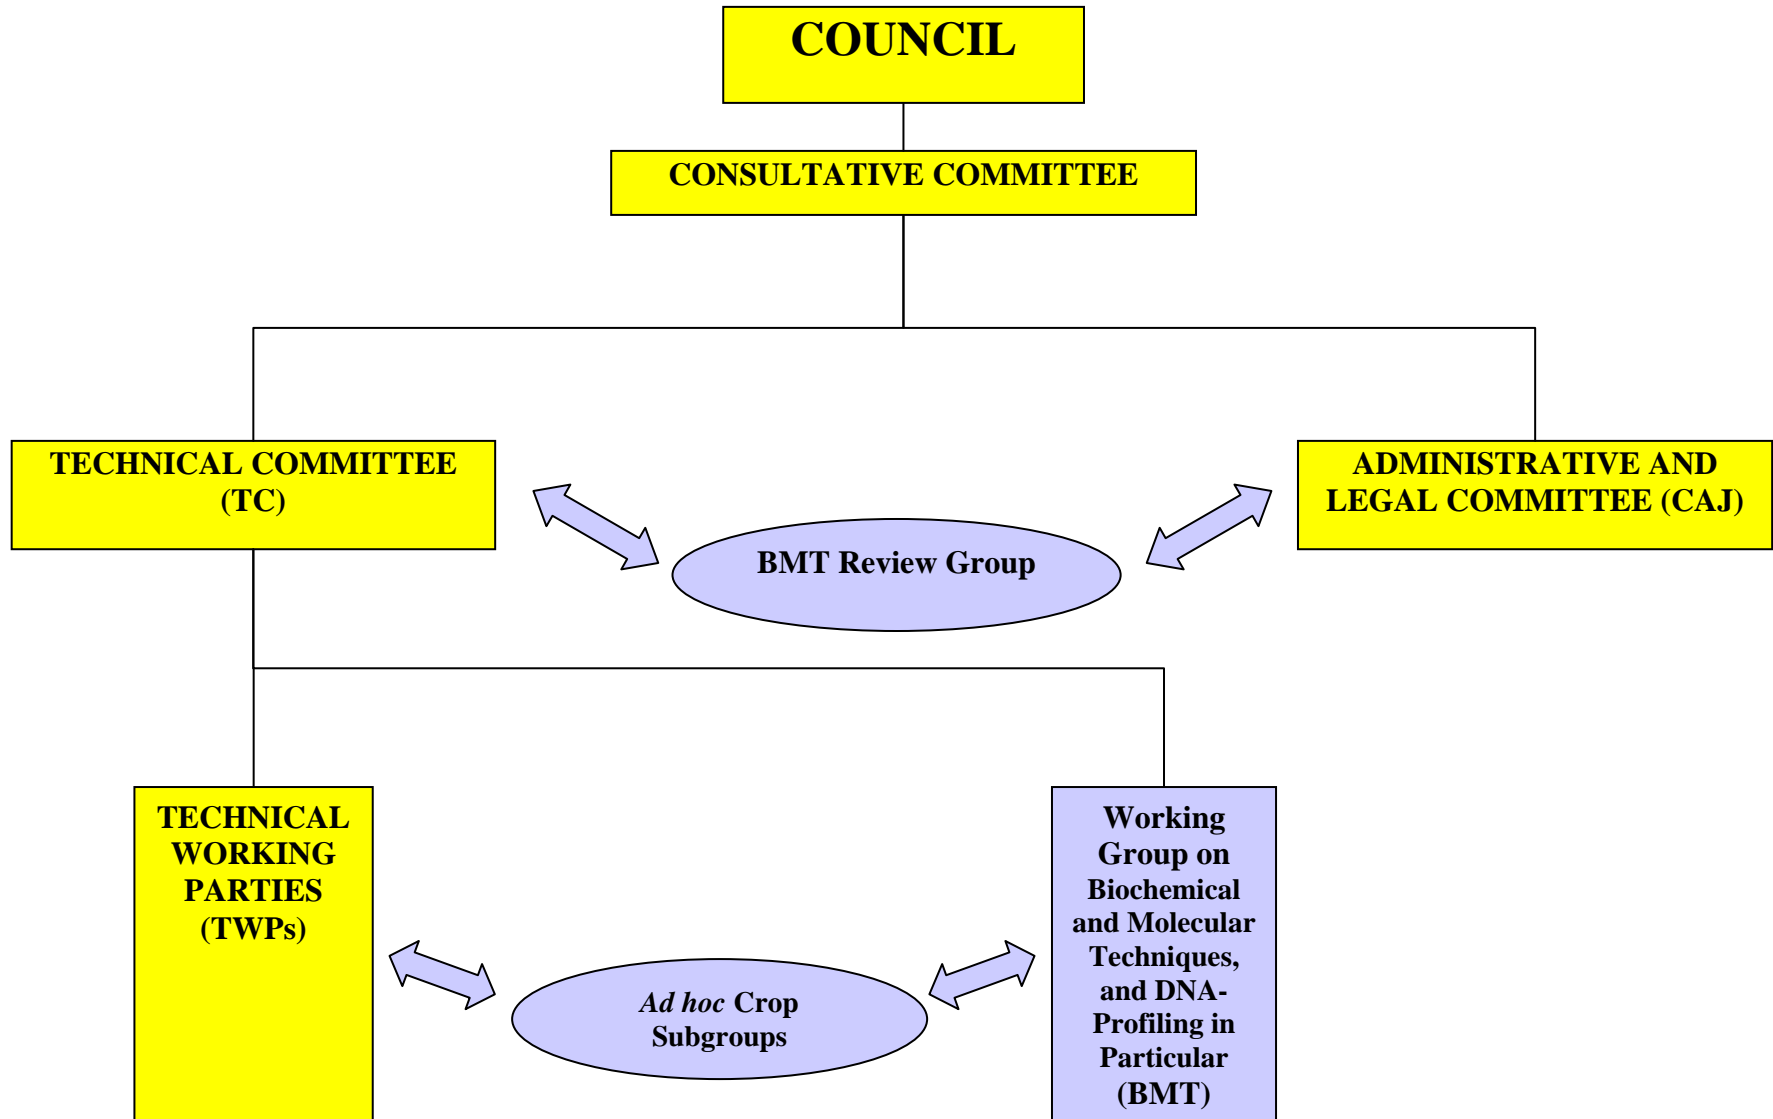 COUNCIL
CONSULTATIVE COMMITTEE
TECHNICAL COMMITTEE
(TC)
ADMINISTRATIVE AND
LEGAL COMMITTEE (CAJ)
BMT Review Group
TECHNICAL
WORKING
PARTIES
(TWPs)
Ad hoc Crop
Subgroups
Working
Group on
Biochemical
and Molecular
Techniques,
and DNA-
Profiling in
Particular
(BMT)